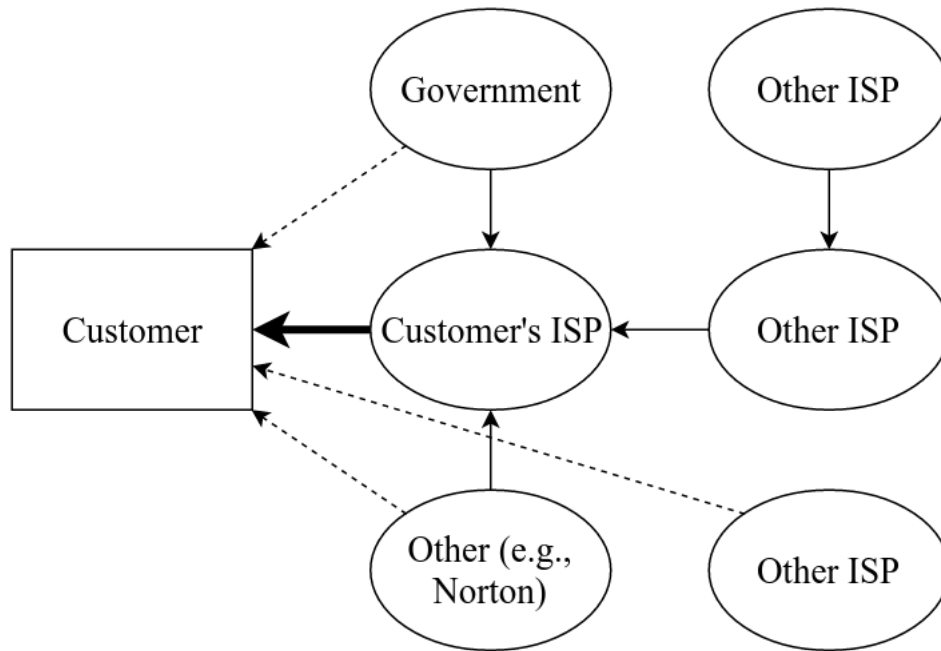 Government
Other ISP
Customer
Customer's ISP
Other ISP
Other (e.g.,
Norton)
Other ISP